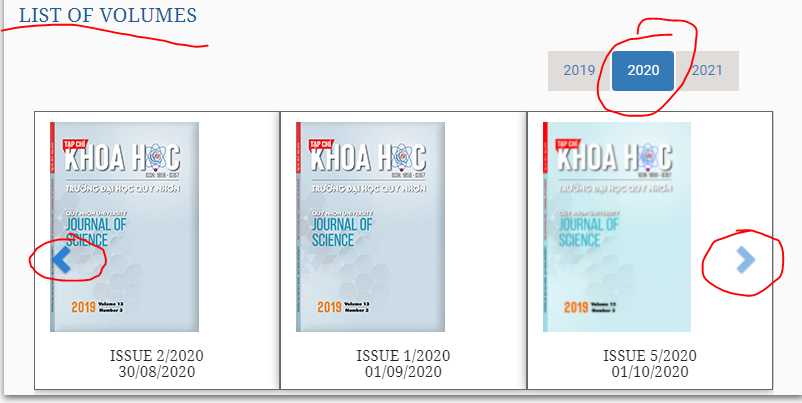 LIST OF VOLUMES
2019 2020 2021
TẠP CHÍ
KHOA HỌC
ISSN: 1859 - 0357
TRƯỜNG ĐẠI HỌC QUY NHƠN
QUY NHON UNIVERSITY
JOURNAL OF
SCIENCE
2019 Volume 13
Number 3
ISSUE 2/2020
30/08/2020
TẠP CHÍ
KHOA HỌC
ISSN: 1859 - 0357
TRƯỜNG ĐẠI HỌC QUY NHƠN
QUY NHON UNIVERSITY
JOURNAL OF
SCIENCE
2019 Volume 13
Number 3
ISSUE 1/2020
01/09/2020
TẠP CHÍ
KHOA HỌC
ISSN: 1859 - 0357
TRƯỜNG ĐẠI HỌC QUY NHƠN
QUY NHON UNIVERSITY
JOURNAL OF
SCIENCE
2019 Volume 13
Number 3
ISSUE 5/2020
01/10/2020